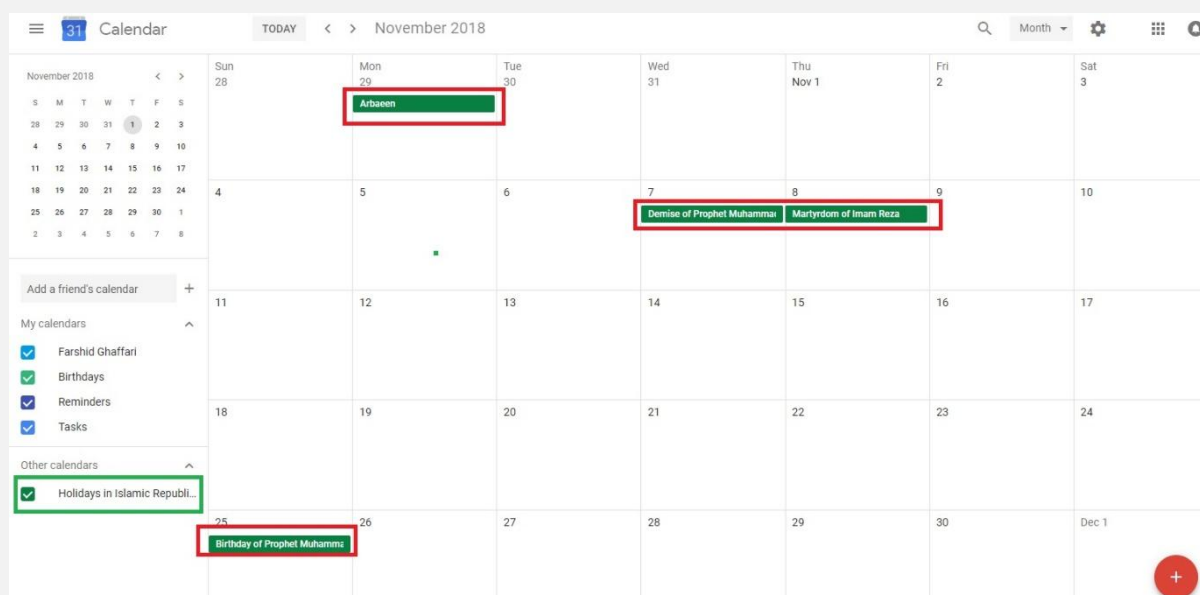 31 Calendar TODAY < > November 2018 Month
November 2018 < >
S M T W T F S
28 29 30 31 1 2 3
4 5 6 7 8 9 10
11 12 13 14 15 16 17
18 19 20 21 22 23 24
25 26 27 28 29 30 1
2 3 4 5 6 7 8
Add a friend's calendar +
My calendars
Farshid Ghaffari
Birthdays
Reminders
Tasks
Other calendars
Holidays in Islamic Republi...
Sun Mon Tue Wed Thu Fri Sat
28 29 30 31 Nov 1 2 3
Arbaeen
4 5 6 7 8 9 10
Demise of Prophet Muhammad Martyrdom of Imam Reza
11 12 13 14 15 16 17
18 19 20 21 22 23 24
25 26 27 28 29 30 Dec 1
Birthday of Prophet Muhamma
+